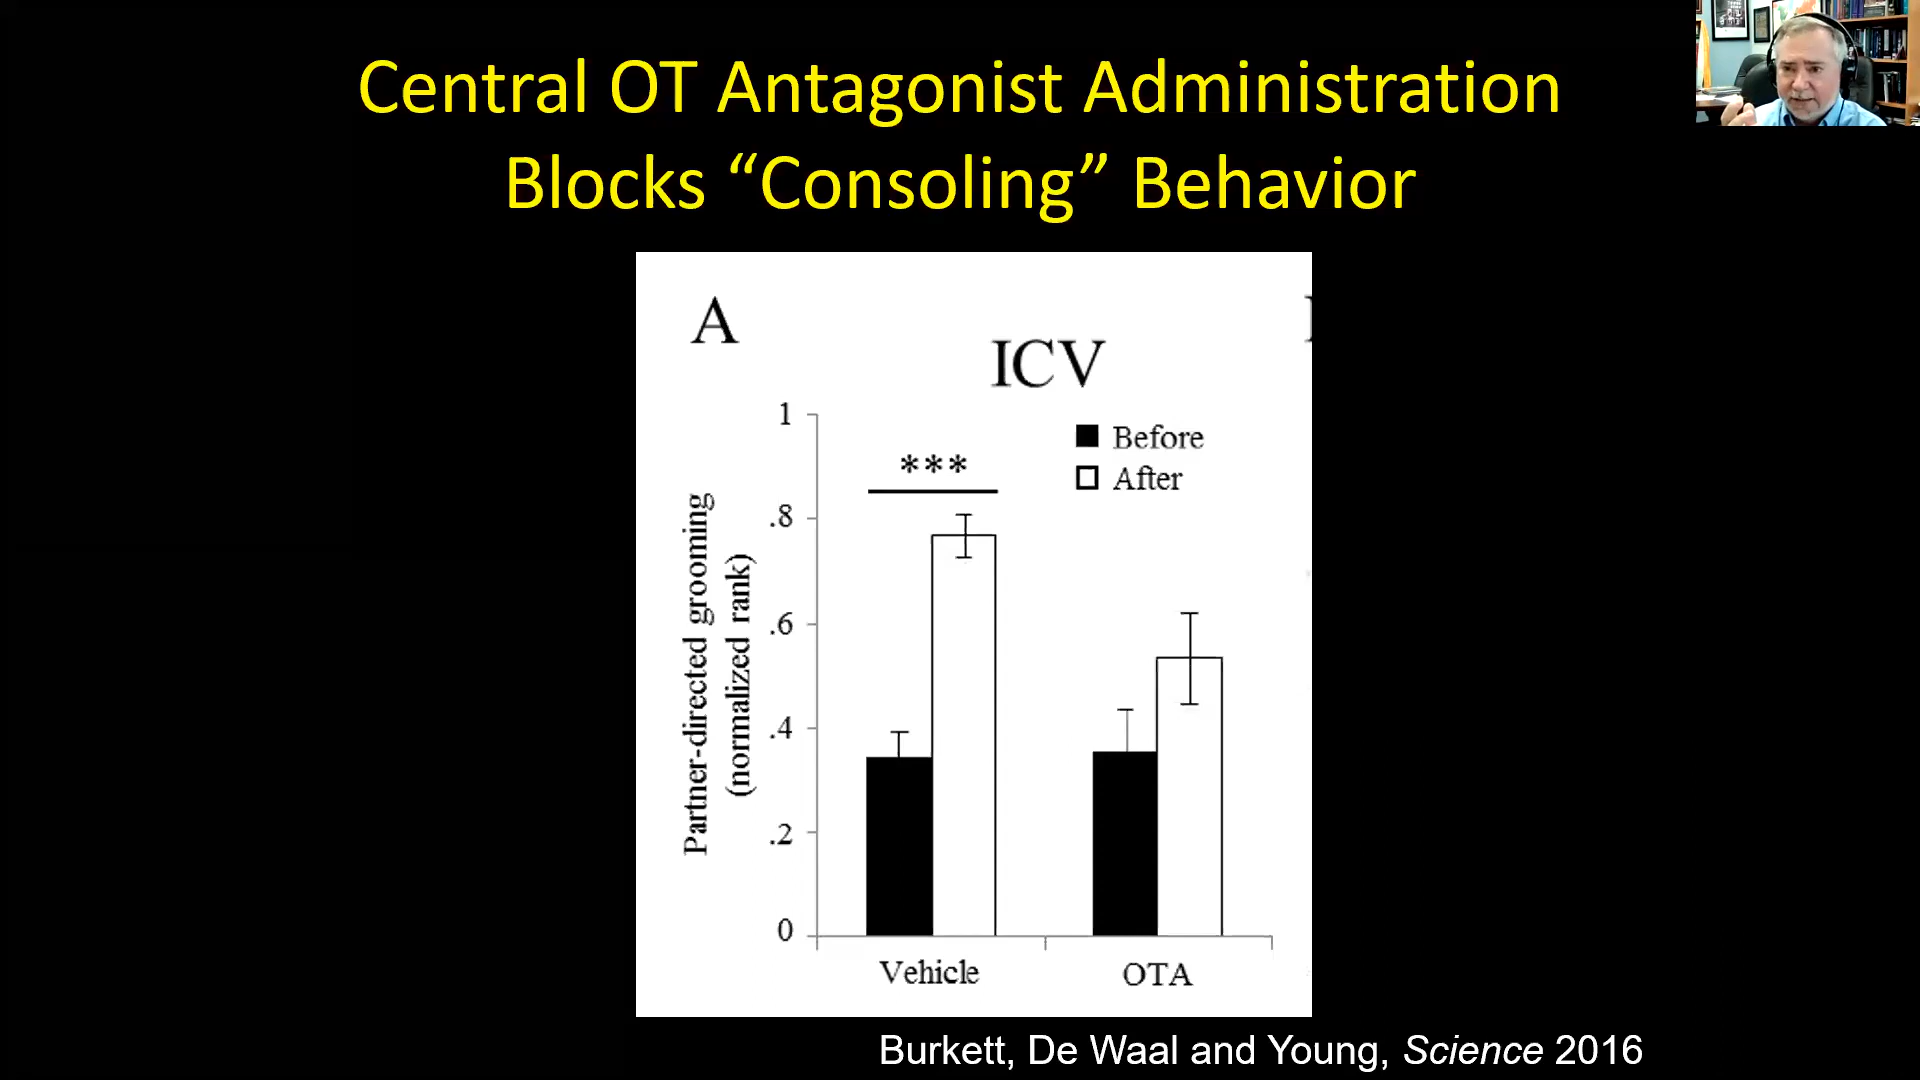 Central OT Antagonist Administration
Blocks “Consoling” Behavior
A
ICV
Before
After
***
Partner-directed grooming
(normalized rank)
1
.8
.6
.4
.2
0
Vehicle
OTA
Burkett, De Waal and Young, Science 2016